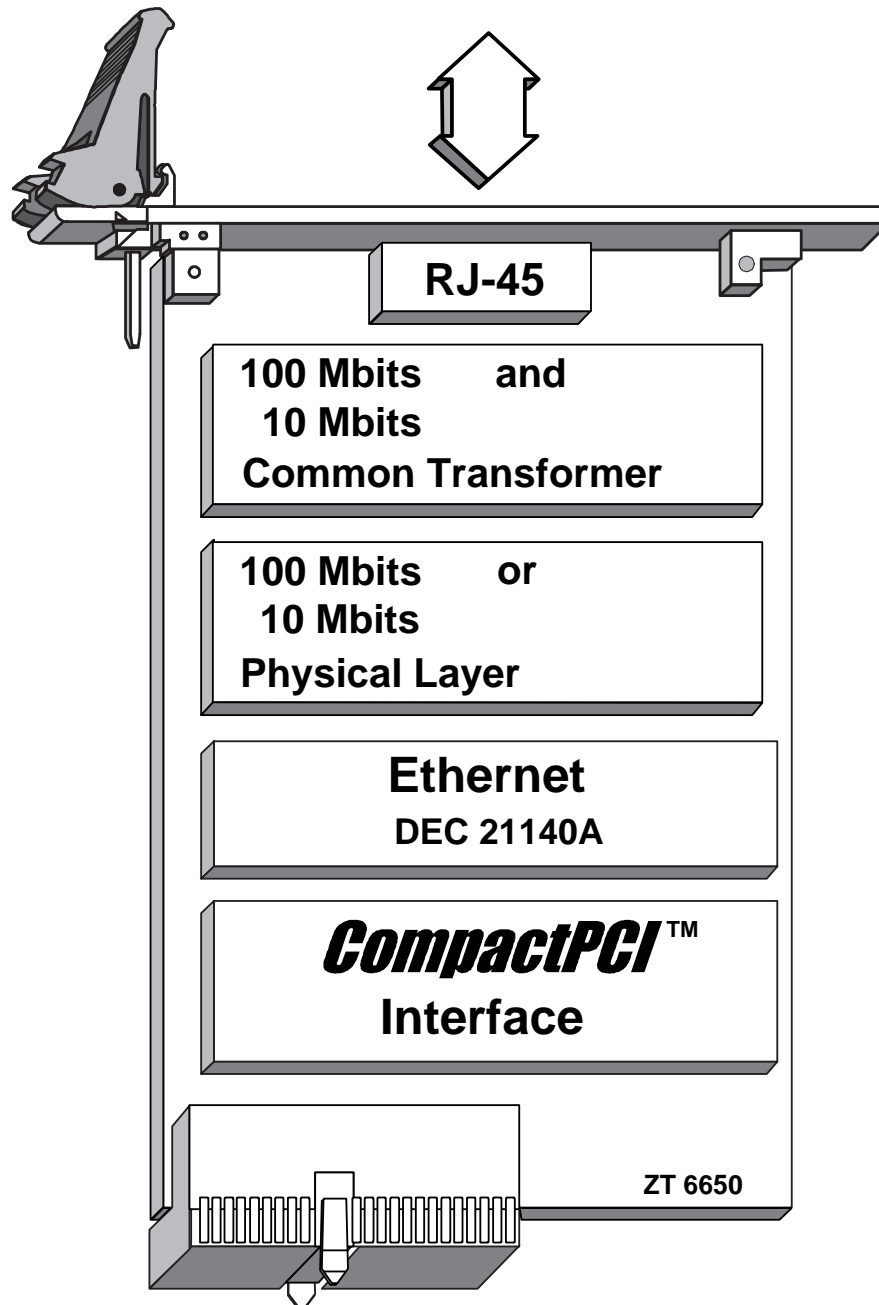 RJ-45
100 Mbits and
10 Mbits
Common Transformer
100 Mbits or
10 Mbits
Physical Layer
Ethernet
DEC 21140A
CompactPCI™
Interface
ZT 6650